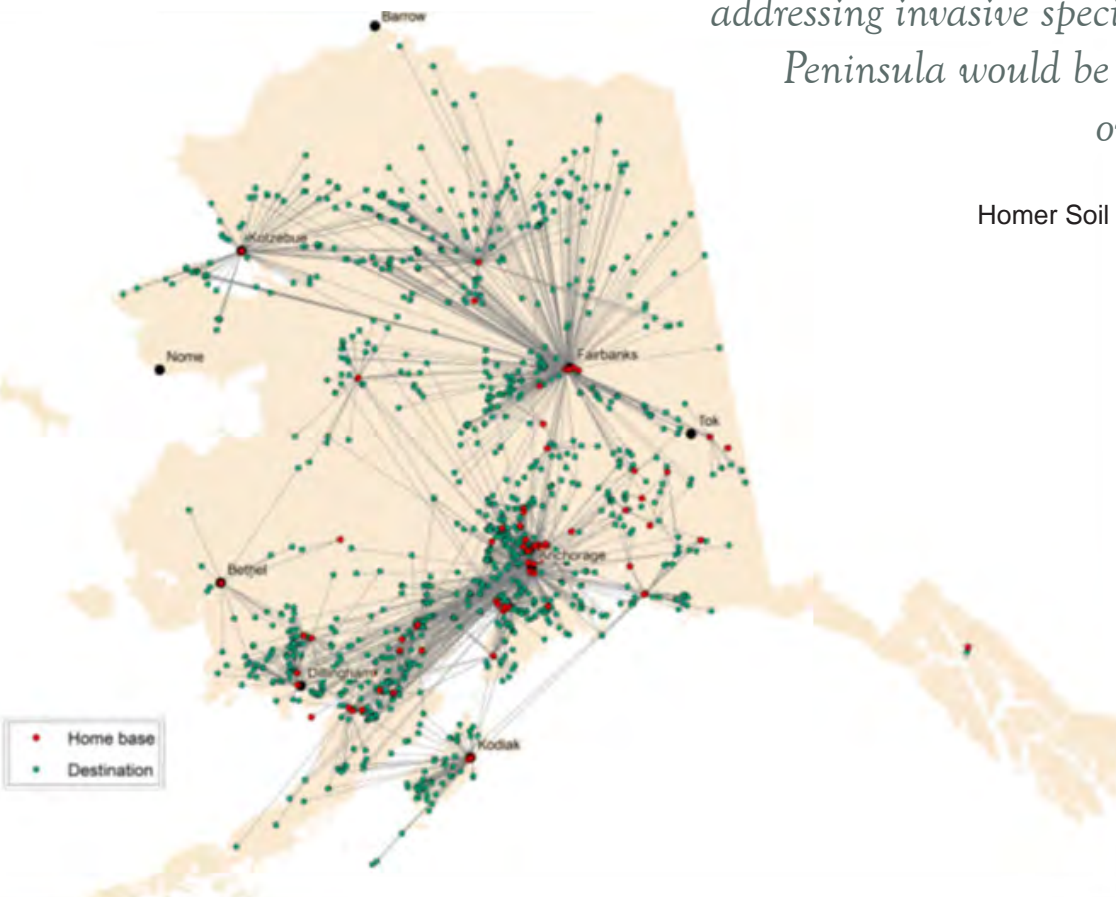 Barrow
addressing invasive speci
Peninsula would be
Homer Soil
Kotzebue
Nome
Fairbanks
Tok
Anchorage
Bethel
Dillingham
Kodiak
Home base
Destination